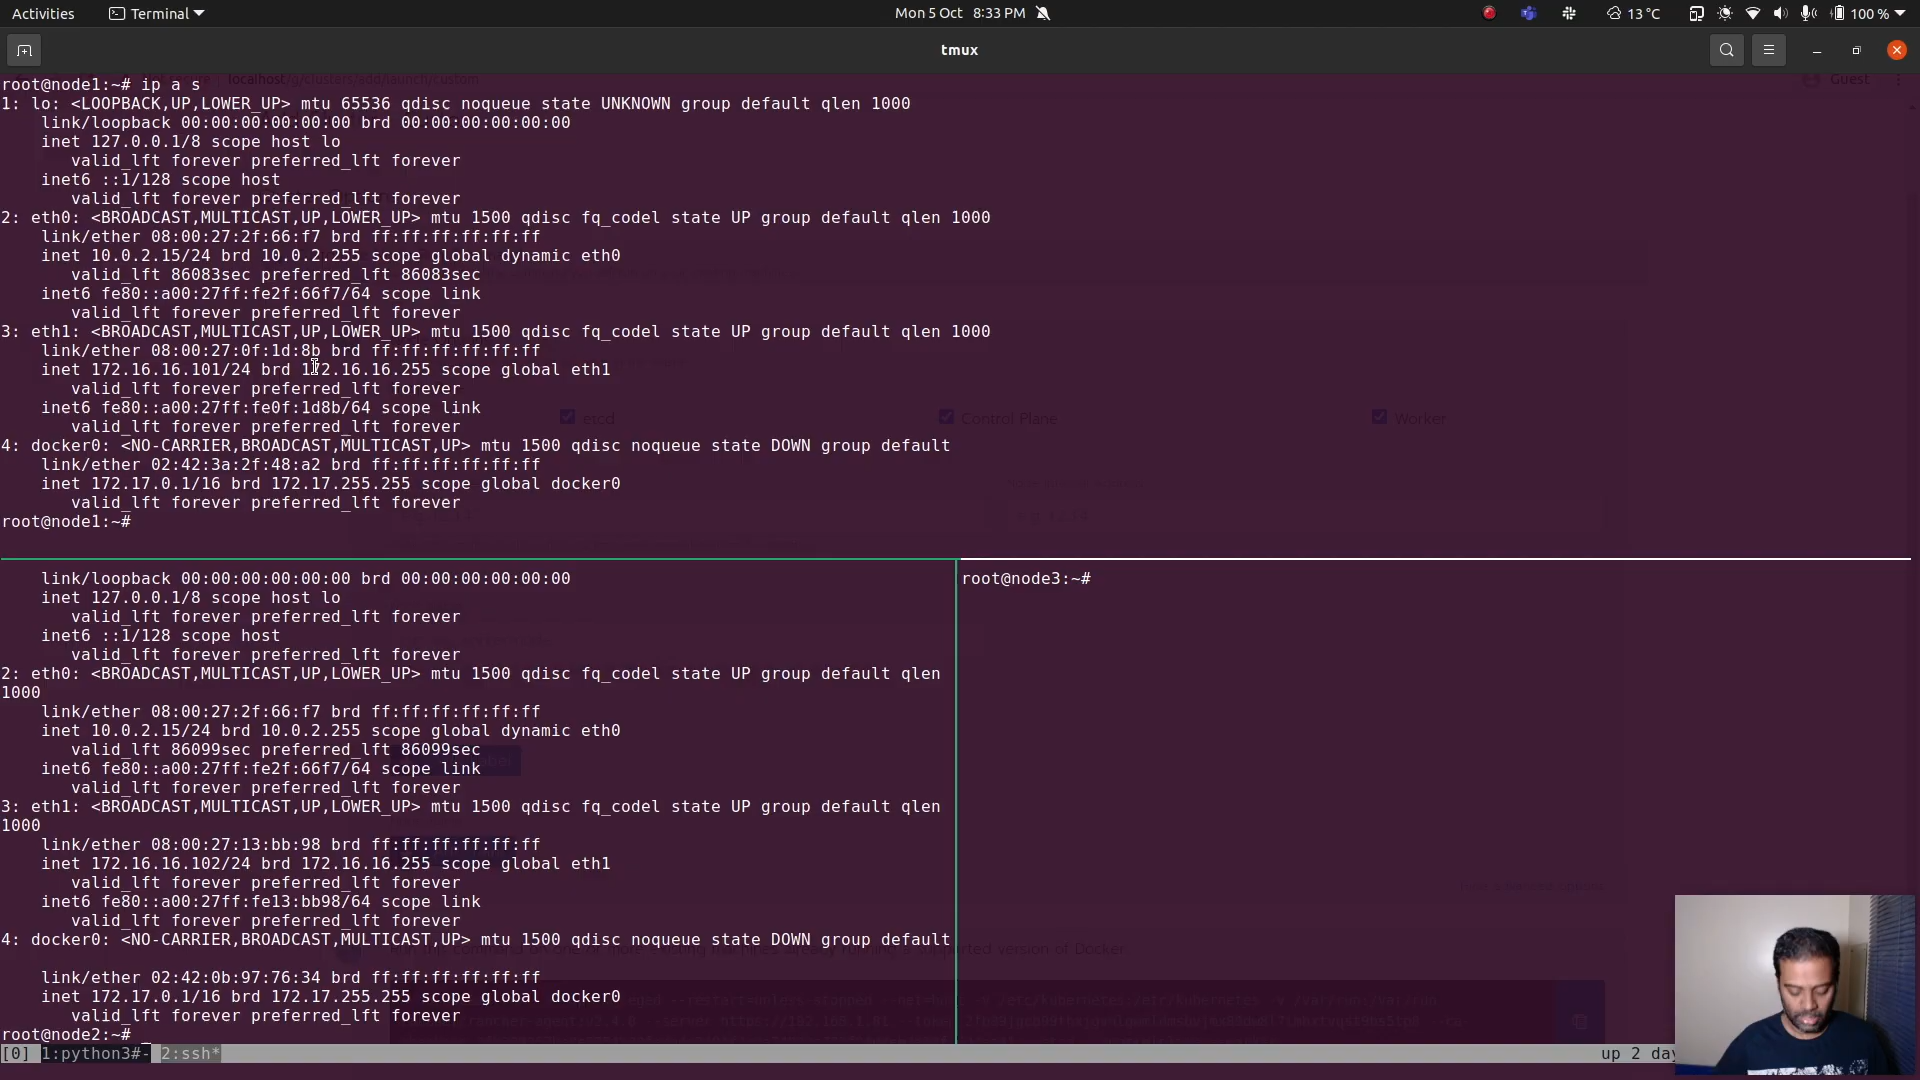 Activities
Terminal
Mon 5 Oct 8:33 PM
13 °C
100 %
tmux
localhost/g/clusters/add/launch/custom
Guest
root@node1:~# ip a s
1: lo: <LOOPBACK,UP,LOWER_UP> mtu 65536 qdisc noqueue state UNKNOWN group default qlen 1000
link/loopback 00:00:00:00:00:00 brd 00:00:00:00:00:00
inet 127.0.0.1/8 scope host lo
valid_lft forever preferred_lft forever
inet6 ::1/128 scope host
valid_lft forever preferred_lft forever
2: eth0: <BROADCAST,MULTICAST,UP,LOWER_UP> mtu 1500 qdisc fq_codel state UP group default qlen 1000
link/ether 08:00:27:2f:66:f7 brd ff:ff:ff:ff:ff:ff
inet 10.0.2.15/24 brd 10.0.2.255 scope global dynamic eth0
valid_lft 86083sec preferred_lft 86083sec
inet6 fe80::a00:27ff:fe2f:66f7/64 scope link
valid_lft forever preferred_lft forever
3: eth1: <BROADCAST,MULTICAST,UP,LOWER_UP> mtu 1500 qdisc fq_codel state UP group default qlen 1000
link/ether 08:00:27:0f:1d:8b brd ff:ff:ff:ff:ff:ff
inet 172.16.16.101/24 brd 172.16.16.255 scope global eth1
valid_lft forever preferred_lft forever
inet6 fe80::a00:27ff:fe0f:1d8b/64 scope link
valid_lft forever preferred_lft forever
etcd
Control Plane
Worker
4: docker0: <NO-CARRIER,BROADCAST,MULTICAST,UP> mtu 1500 qdisc noqueue state DOWN group default
link/ether 02:42:3a:2f:48:a2 brd ff:ff:ff:ff:ff:ff
inet 172.17.0.1/16 brd 172.17.255.255 scope global docker0
valid_lft forever preferred_lft forever
root@node1:~#
link/loopback 00:00:00:00:00:00 brd 00:00:00:00:00:00
inet 127.0.0.1/8 scope host lo
valid_lft forever preferred_lft forever
inet6 ::1/128 scope host
valid_lft forever preferred_lft forever
2: eth0: <BROADCAST,MULTICAST,UP,LOWER_UP> mtu 1500 qdisc fq_codel state UP group default qlen
1000
link/ether 08:00:27:2f:66:f7 brd ff:ff:ff:ff:ff:ff
inet 10.0.2.15/24 brd 10.0.2.255 scope global dynamic eth0
valid_lft 86099sec preferred_lft 86099sec
inet6 fe80::a00:27ff:fe2f:66f7/64 scope link
valid_lft forever preferred_lft forever
3: eth1: <BROADCAST,MULTICAST,UP,LOWER_UP> mtu 1500 qdisc fq_codel state UP group default qlen
1000
link/ether 08:00:27:13:bb:98 brd ff:ff:ff:ff:ff:ff
inet 172.16.16.102/24 brd 172.16.16.255 scope global eth1
valid_lft forever preferred_lft forever
inet6 fe80::a00:27ff:fe13:bb98/64 scope link
valid_lft forever preferred_lft forever
4: docker0: <NO-CARRIER,BROADCAST,MULTICAST,UP> mtu 1500 qdisc noqueue state DOWN group default
link/ether 02:42:0b:97:76:34 brd ff:ff:ff:ff:ff:ff
inet 172.17.0.1/16 brd 172.17.255.255 scope global docker0
valid_lft forever preferred_lft forever
root@node2:~# _
root@node3:~#
version of Docker
[0] 1:python3#- 2:ssh*
up 2 day